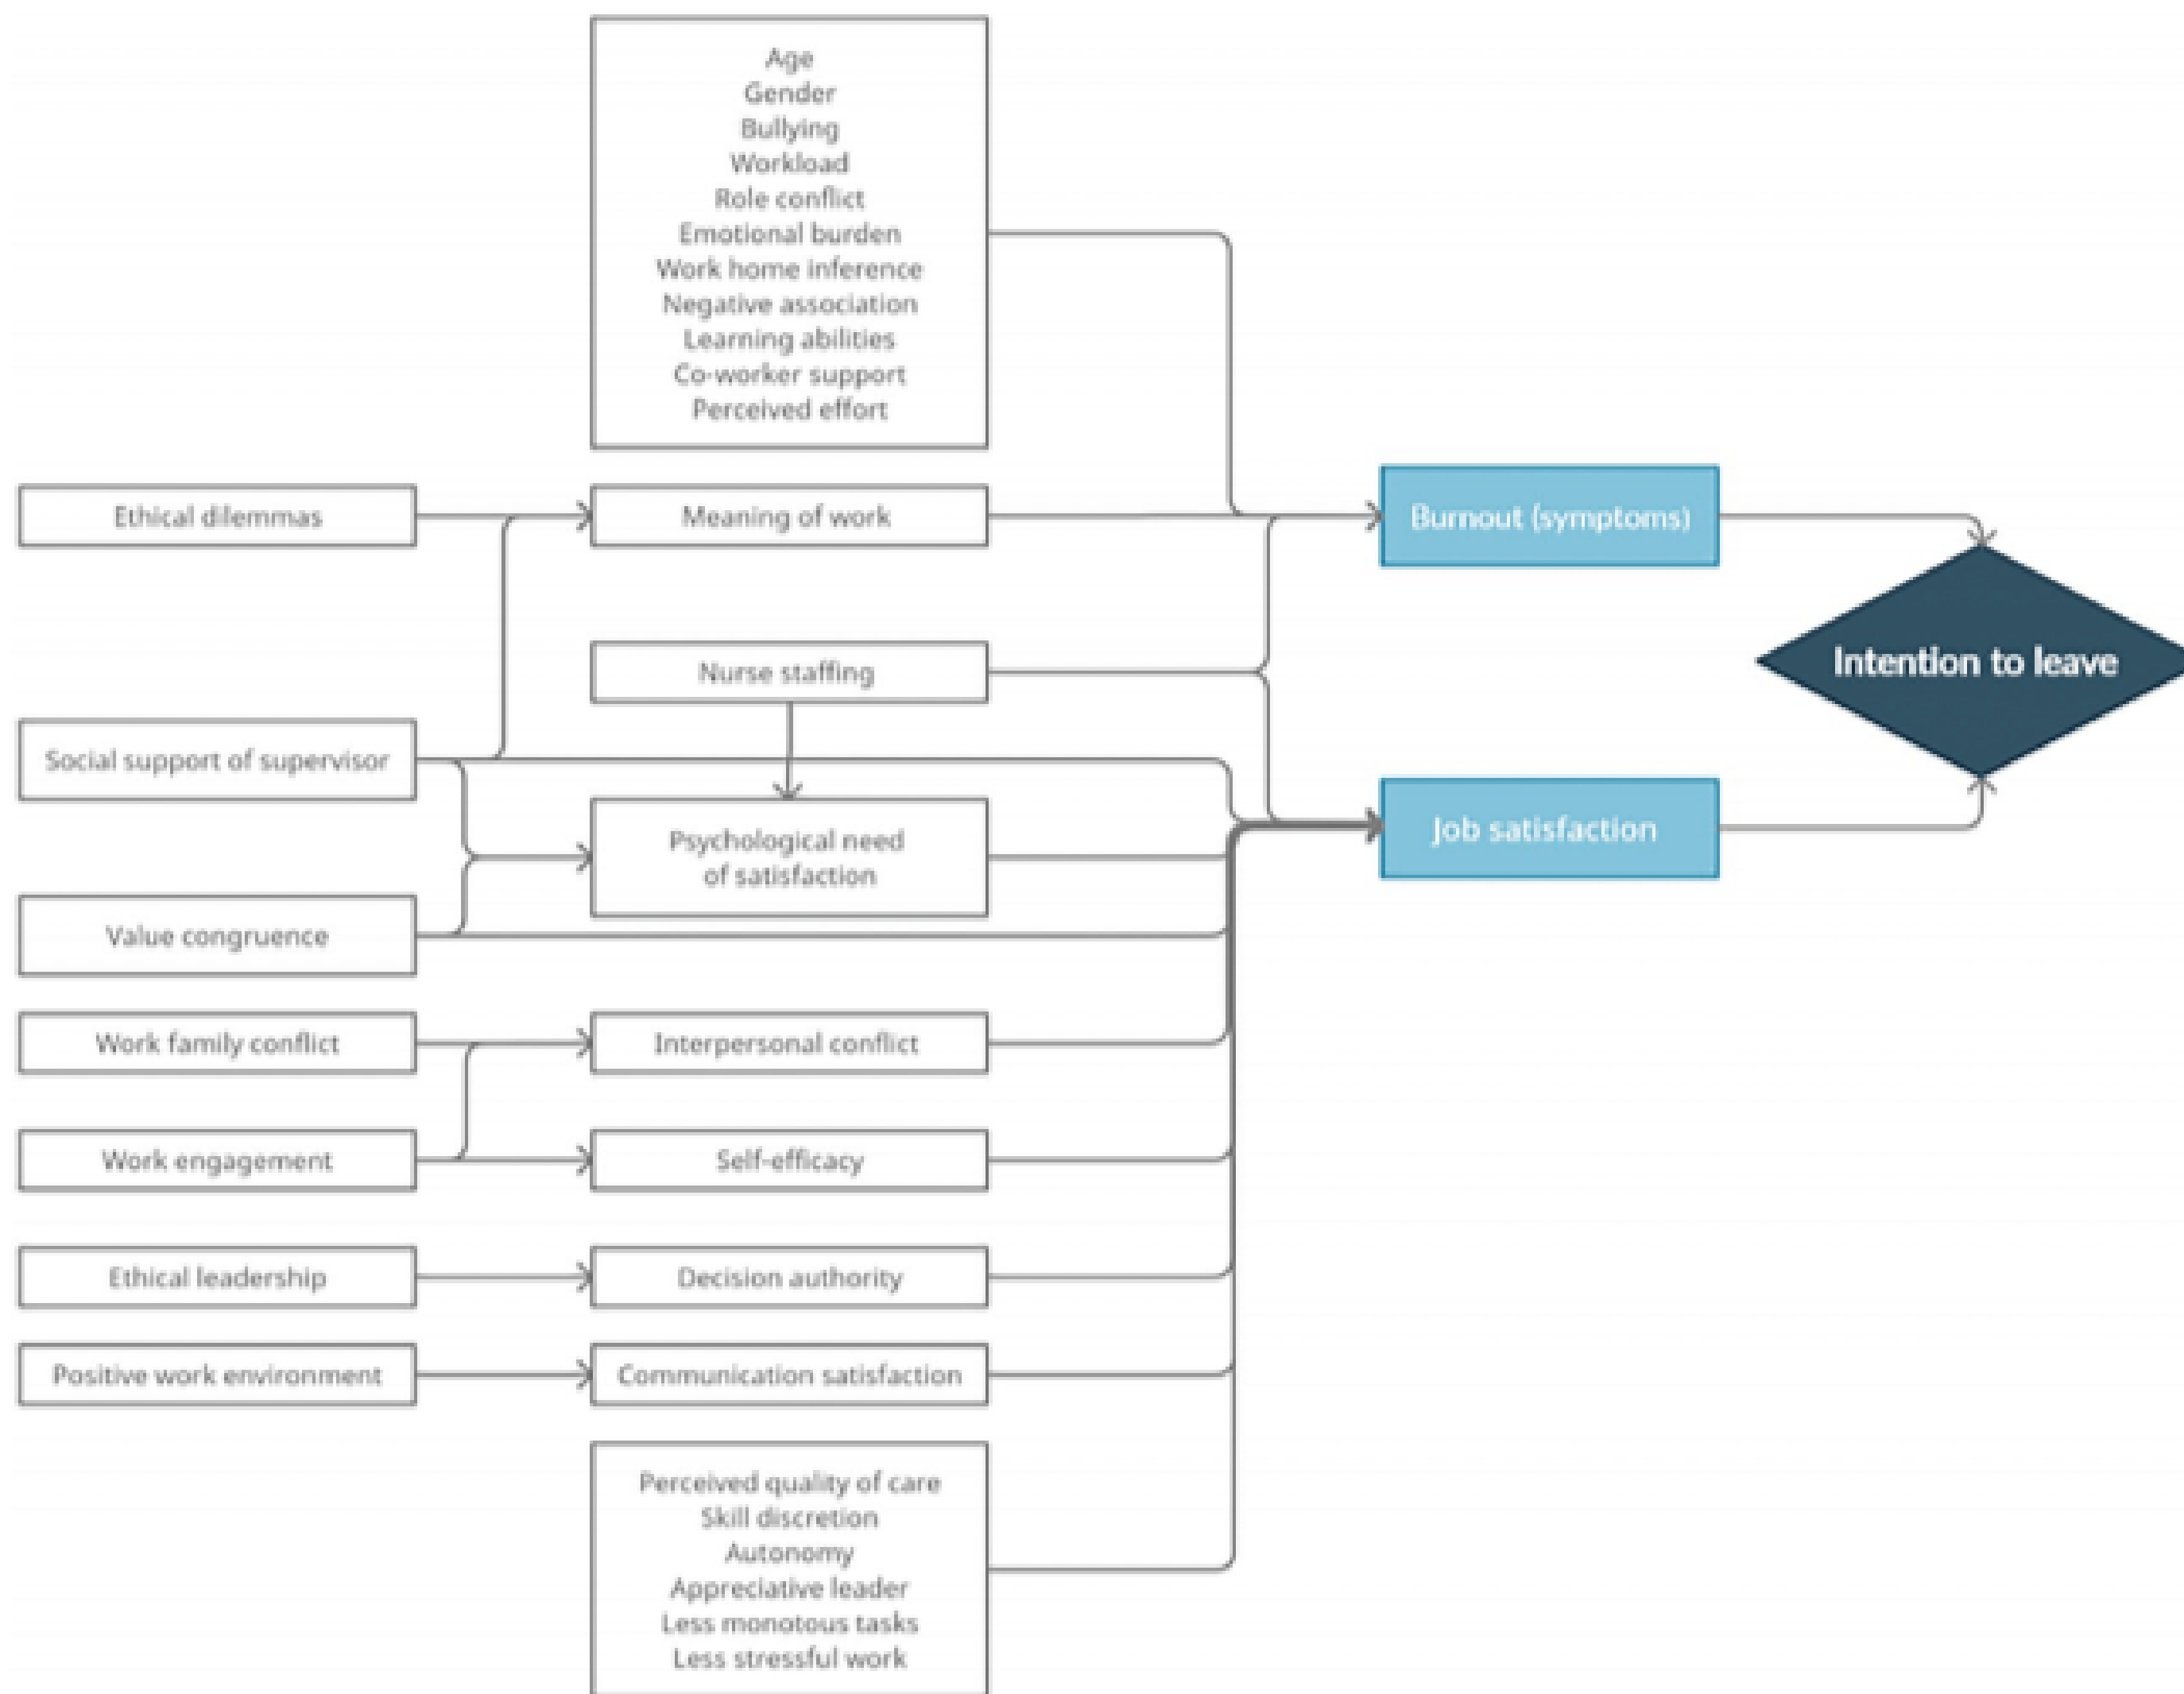 Age
Gender
Bullying
Workload
Role conflict
Emotional burden
Work home inference
Negative association
Learning abilities
Co-worker support
Perceived effort
Ethical dilemmas
Meaning of work
Burnout (symptoms)
Intention to leave
Nurse staffing
Social support of supervisor
Psychological need
of satisfaction
Job satisfaction
Value congruence
Work family conflict
Interpersonal conflict
Work engagement
Self-efficacy
Ethical leadership
Decision authority
Positive work environment
Communication satisfaction
Perceived quality of care
Skill discretion
Autonomy
Appreciative leader
Less monotous tasks
Less stressful work